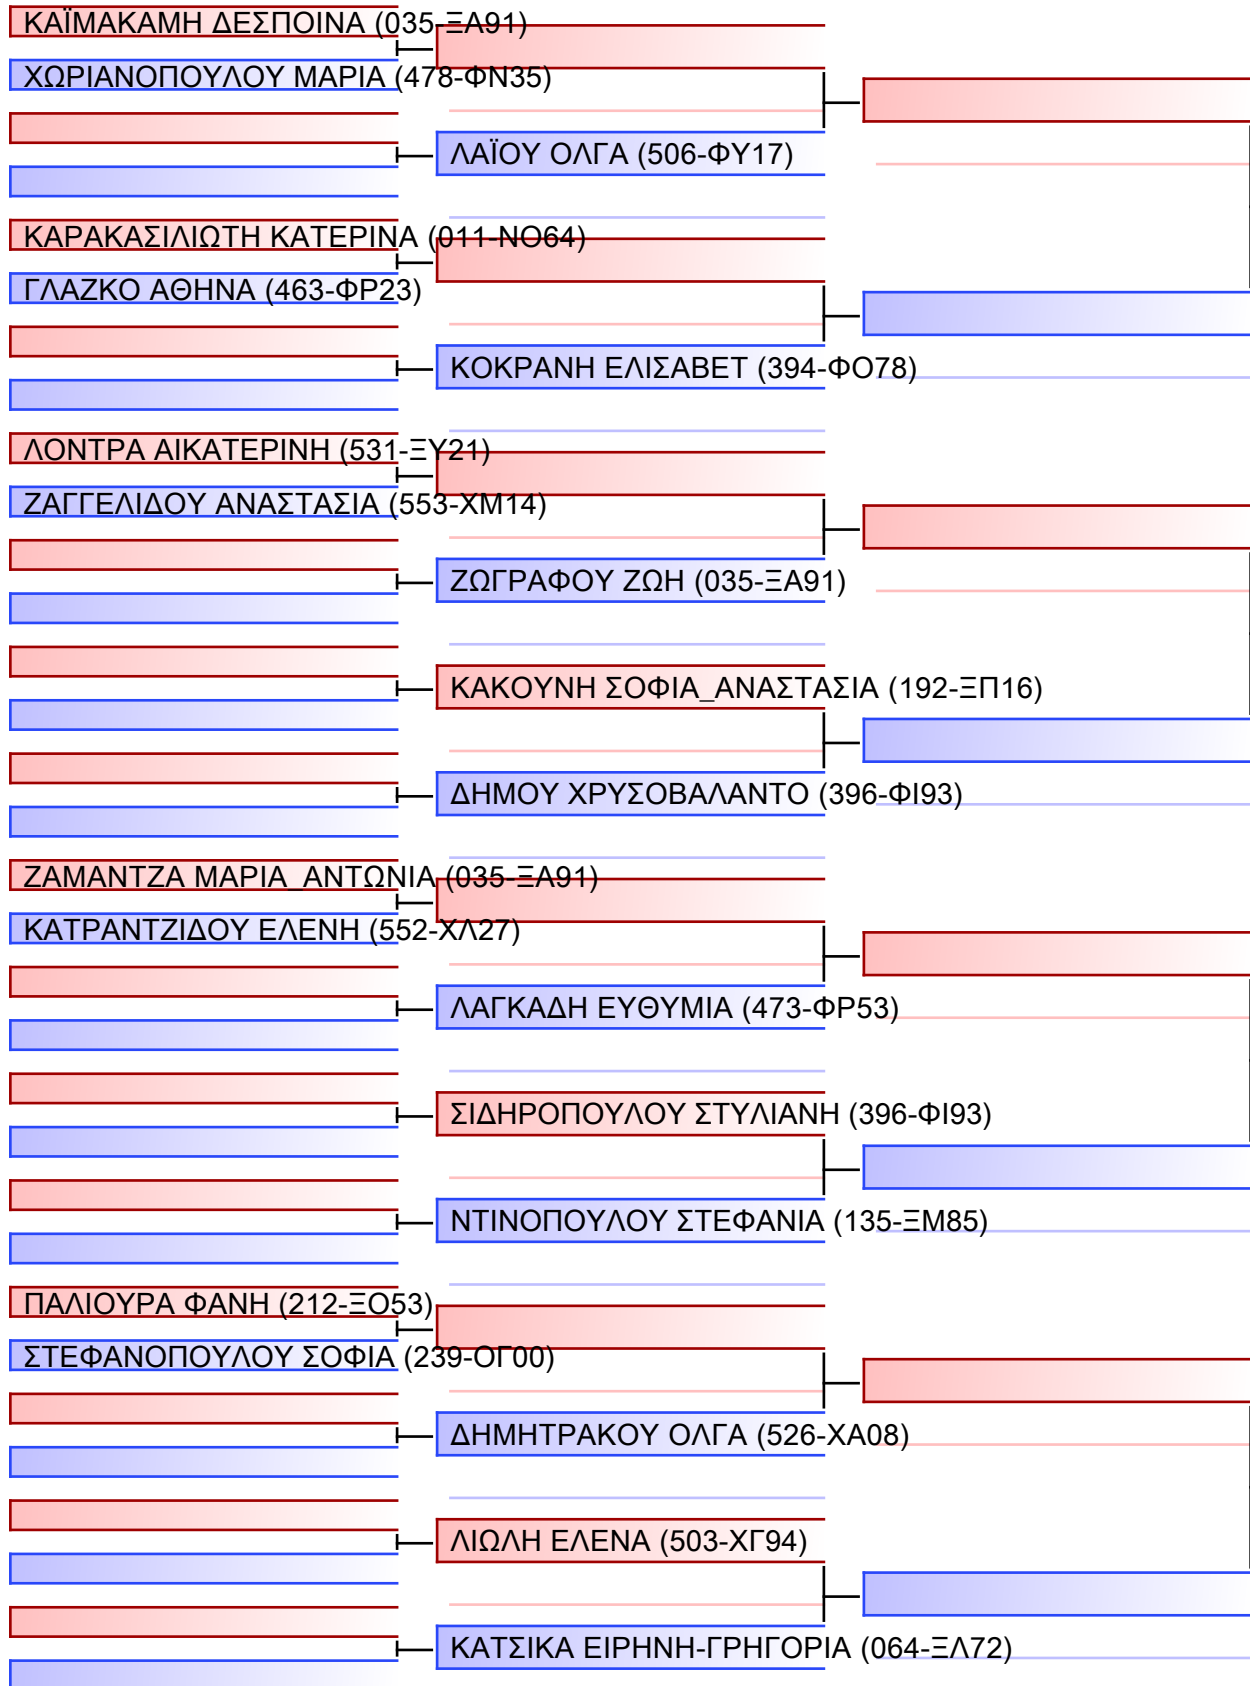 ΚΑΪΜΑΚΑΜΗ ΔΕΣΠΟΙΝΑ (035-ΞΑ91)
ΧΩΡΙΑΝΟΠΟΥΛΟΥ ΜΑΡΙΑ (478-ΦΝ35)
ΛΑΪΟΥ ΟΛΓΑ (506-ΦΥ17)
ΚΑΡΑΚΑΣΙΛΙΩΤΗ ΚΑΤΕΡΙΝΑ (011-ΝΟ64)
ΓΛΑΖΚΟ ΑΘΗΝΑ (463-ΦΡ23)
ΚΟΚΡΑΝΗ ΕΛΙΣΑΒΕΤ (394-ΦΟ78)
ΛΟΝΤΡΑ ΑΙΚΑΤΕΡΙΝΗ (531-ΞΥ21)
ΖΑΓΓΕΛΙΔΟΥ ΑΝΑΣΤΑΣΙΑ (553-ΧΜ14)
ΖΩΓΡΑΦΟΥ ΖΩΗ (035-ΞΑ91)
ΚΑΚΟΥΝΗ ΣΟΦΙΑ_ΑΝΑΣΤΑΣΙΑ (192-ΞΠ16)
ΔΗΜΟΥ ΧΡΥΣΟΒΑΛΑΝΤΟ (396-ΦΙ93)
ΖΑΜΑΝΤΖΑ ΜΑΡΙΑ_ΑΝΤΩΝΙΑ (035-ΞΑ91)
ΚΑΤΡΑΝΤΖΙΔΟΥ ΕΛΕΝΗ (552-ΧΛ27)
ΛΑΓΚΑΔΗ ΕΥΘΥΜΙΑ (473-ΦΡ53)
ΣΙΔΗΡΟΠΟΥΛΟΥ ΣΤΥΛΙΑΝΗ (396-ΦΙ93)
ΝΤΙΝΟΠΟΥΛΟΥ ΣΤΕΦΑΝΙΑ (135-ΞΜ85)
ΠΑΛΙΟΥΡΑ ΦΑΝΗ (212-ΞΟ53)
ΣΤΕΦΑΝΟΠΟΥΛΟΥ ΣΟΦΙΑ (239-ΟΓ00)
ΔΗΜΗΤΡΑΚΟΥ ΟΛΓΑ (526-ΧΑ08)
ΛΙΩΛΗ ΕΛΕΝΑ (503-ΧΓ94)
ΚΑΤΣΙΚΑ ΕΙΡΗΝΗ-ΓΡΗΓΟΡΙΑ (064-ΞΛ72)